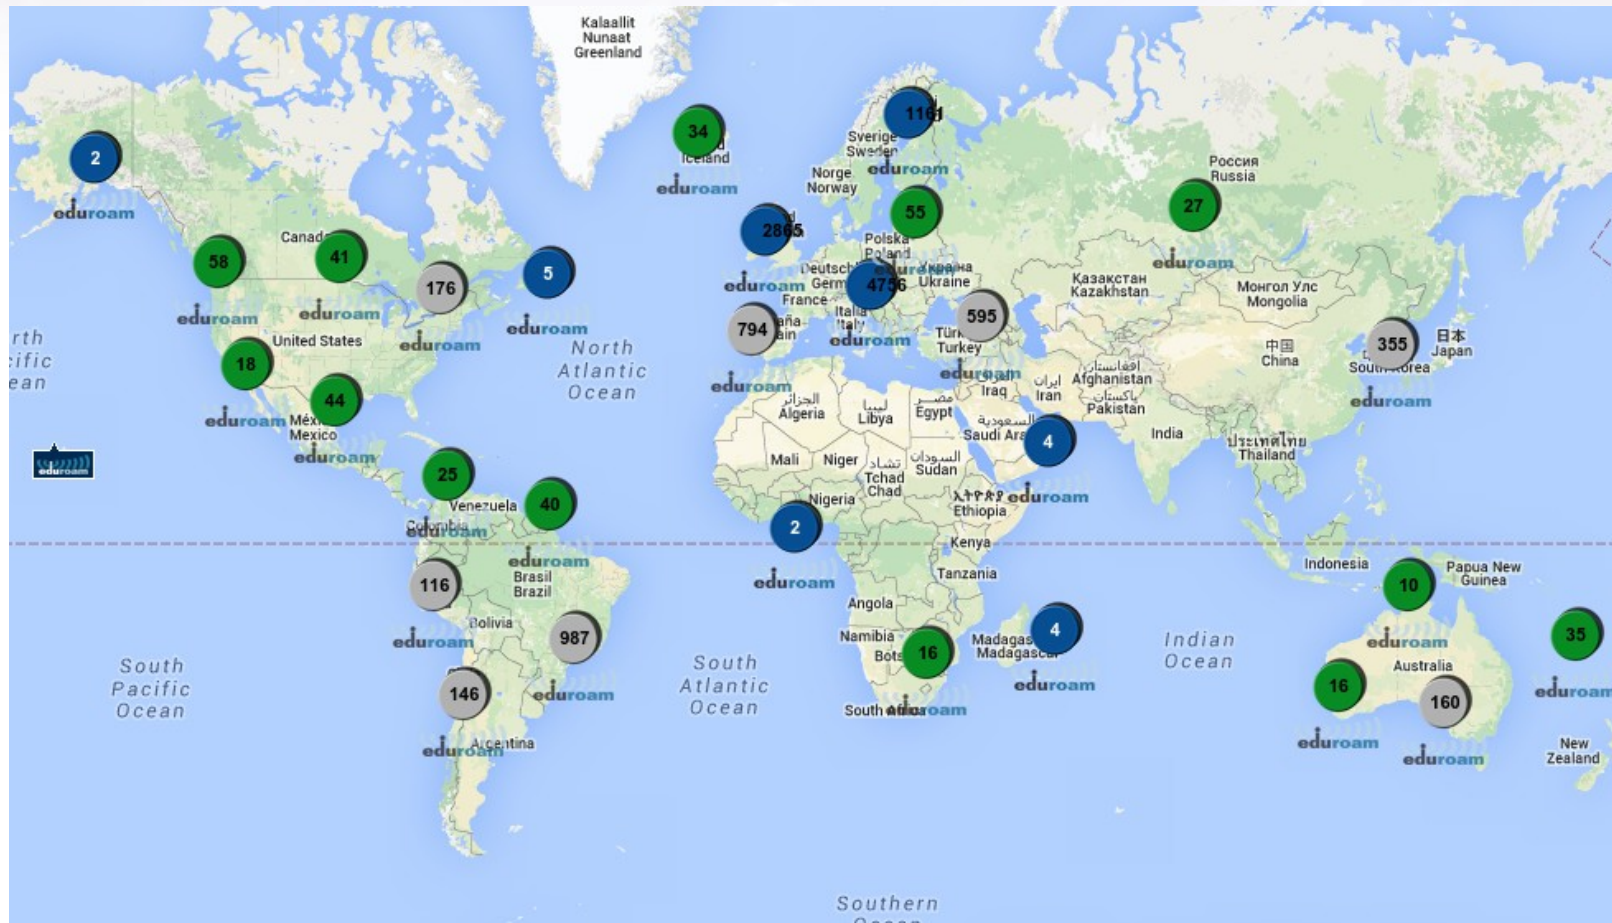 Kalaallit
Nunaat
Greenland
34
Iceland
1161
Sverige
Sweden
eduroam
eduroam
2
eduroam
Norge
Norway
Россия
Russia
27
eduroam
55
2865
Polska
Poland
Canada
58
41
176
5
eduroam
eduroam
eduroam
eduroam
eduroam
4756
France
Україна
Ukraine
Қазақстан
Kazakhstan
Монгол Улс
Mongolia
United States
794
Italia
Italy
eduroam
595
Turkey
中国
China
355
South Korea
日本
Japan
North
Atlantic
Ocean
18
eduroam
44
Mexico
eduroam
eduroam
eduroam
eduroam
الجزائر
Algeria
ليبيا
Libya
مصر
Egypt
العراق
Iraq
ایران
Iran
افغانستان
Afghanistan
پاکستان
Pakistan
India
ประเทศไทย
Thailand
السعودية
4
eduroam
eduroam
Mali
Niger
تشاد
Tchad
Chad
السودان
Sudan
Nigeria
ኢትዮጵያ
Ethiopia
25
Venezuela
Colombia
eduroam
40
eduroam
2
eduroam
Kenya
Tanzania
Indonesia
Papua New
Guinea
10
eduroam
116
eduroam
Brasil
Brazil
Bolivia
987
eduroam
146
eduroam
Argentina
Angola
Namibia
16
South Africa
eduroam
Madagascar
4
eduroam
South
Pacific
Ocean
South
Atlantic
Ocean
Indian
Ocean
Australia
16
eduroam
160
eduroam
35
eduroam
New
Zealand
Southern
Ocean